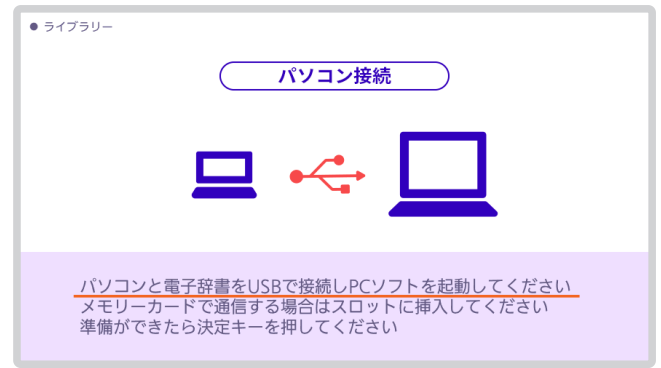 ● ライブラリー
パソコン接続
パソコンと電子辞書をUSBで接続しPCソフトを起動してください
メモリーカードで通信する場合はスロットに挿入してください
準備ができたら決定キーを押してください